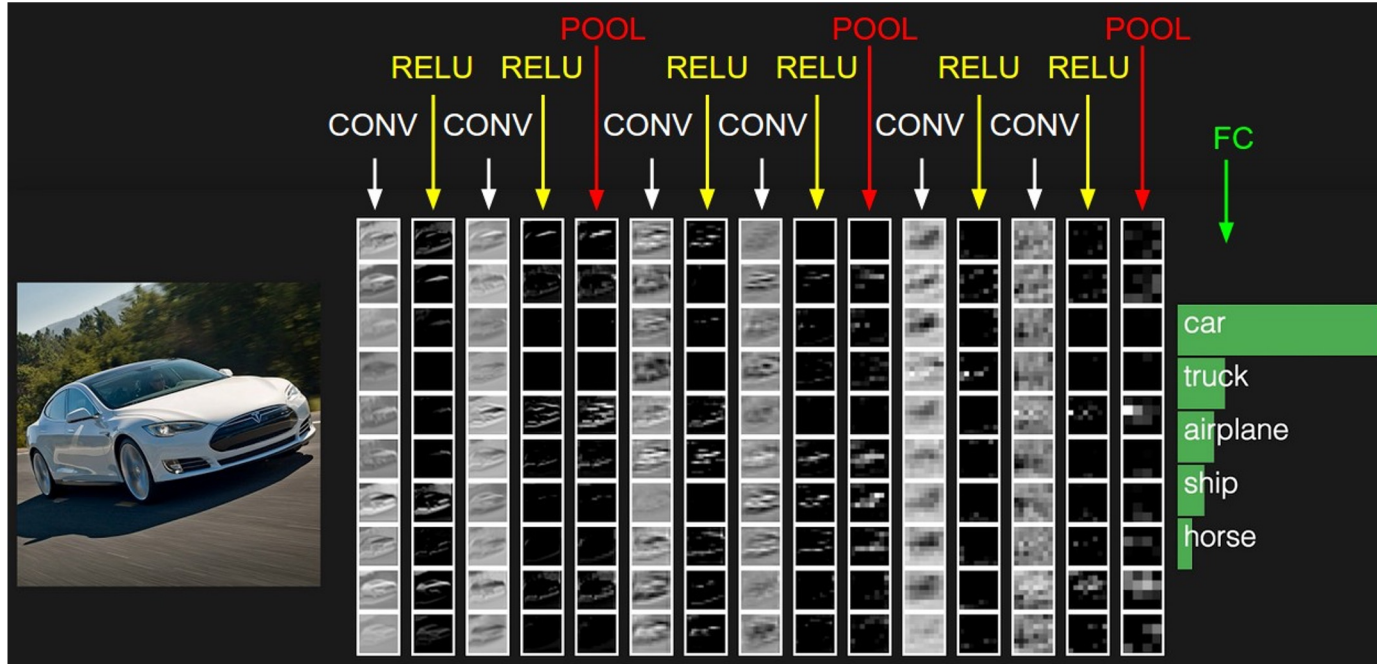 POOL POOL POOL
RELU RELU RELU RELU RELU RELU
CONV CONV CONV CONV CONV CONV
FC
car
truck
airplane
ship
horse